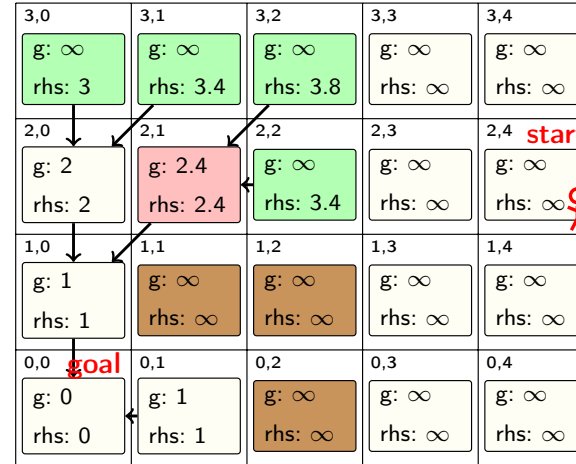 3,0 3,1 3,2 3,3 3,4
g: ∞ g: ∞ g: ∞ g: ∞ g: ∞
rhs: 3 rhs: 3.4 rhs: 3.8 rhs: ∞ rhs: ∞
2,0 2,1 2,2 2,3 2,4 star
g: 2 g: 2.4 g: ∞ g: ∞ g: ∞
rhs: 2 rhs: 2.4 rhs: 3.4 rhs: ∞ rhs: ∞
1,0 1,1 1,2 1,3 1,4
g: 1 g: ∞ g: ∞ g: ∞ g: ∞
rhs: 1 rhs: ∞ rhs: ∞ rhs: ∞ rhs: ∞
0,0 goal 0,1 0,2 0,3 0,4
g: 0 g: 1 g: ∞ g: ∞ g: ∞
rhs: 0 rhs: 1 rhs: ∞ rhs: ∞ rhs: ∞